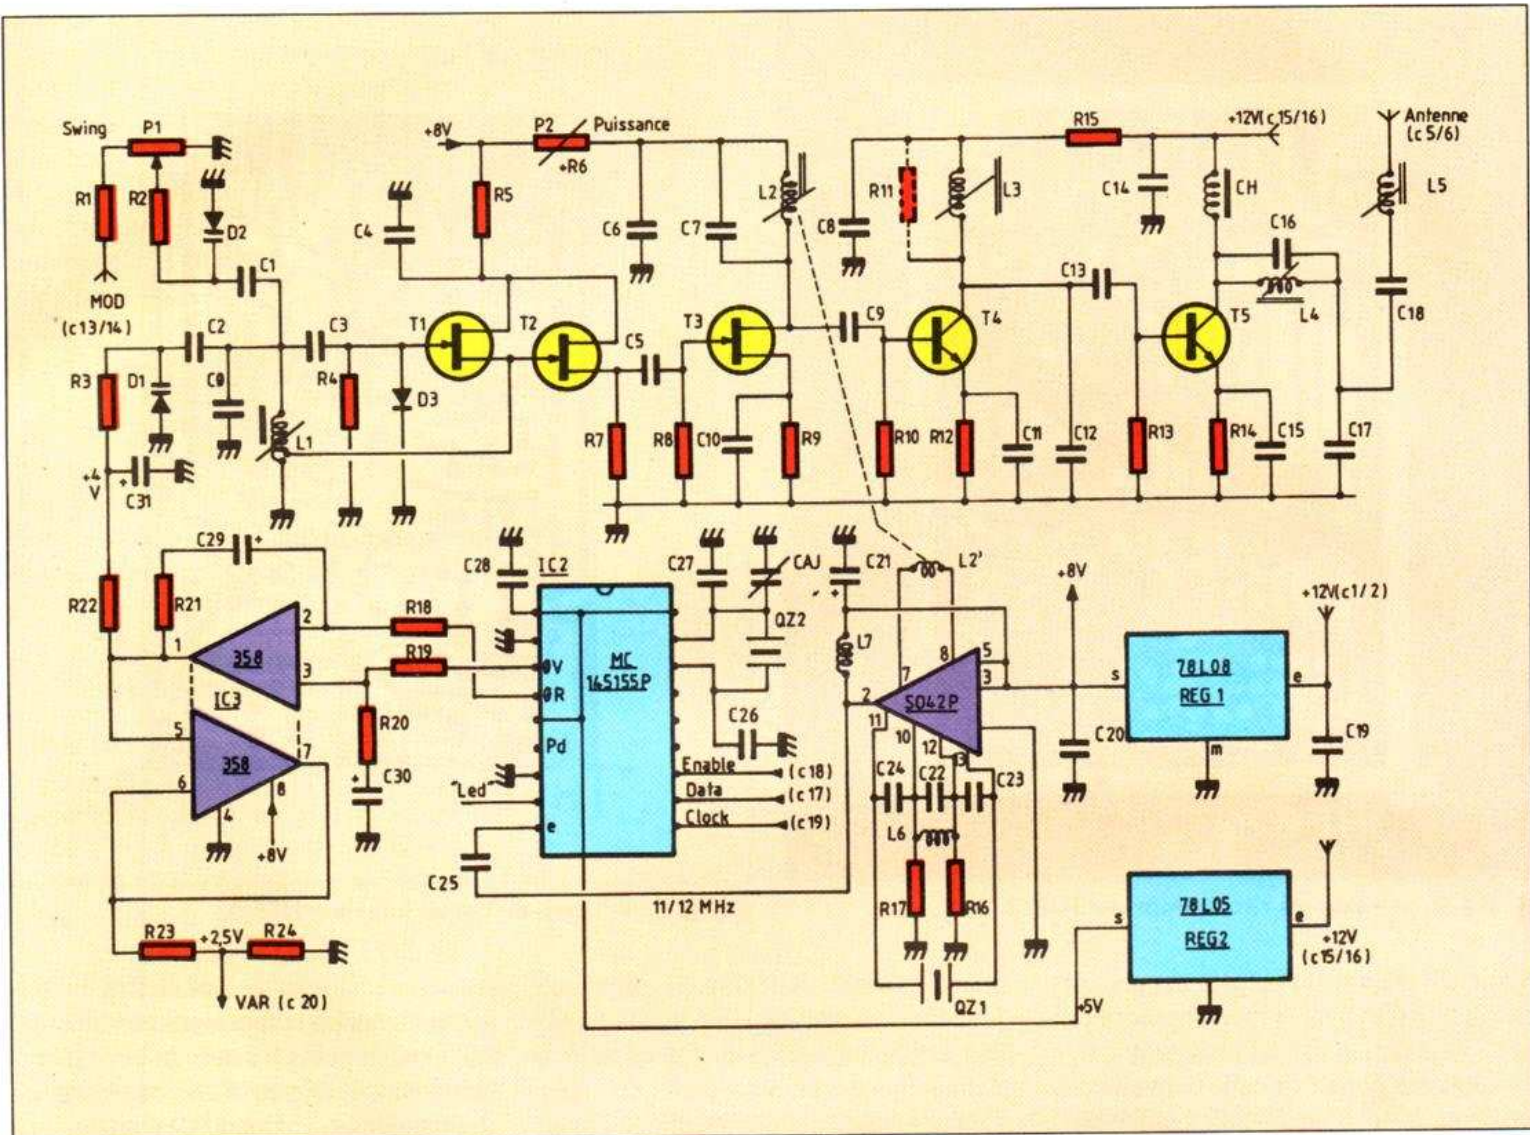 Swing
P1
R1
R2
D2
C1
MOD
(c13/14)
+8V
P2
Puissance
+R6
R5
C4
C6
C7
L2
C8
R11
L3
R15
+12V(c15/16)
C14
CH
Antenne
(c5/6)
L5
C16
L4
C18
R3
D1
C2
C0
L1
C3
R4
D3
T1
T2
C5
T3
C9
T4
C13
T5
+4
V
C31
R7
R8
C10
R9
R10
R12
C11
C12
R13
R14
C15
C17
C29
R22
R21
1
2
3
358
IC3
358
5
6
7
8
4
+8V
R18
R19
R20
C30
C28
IC2
MC
145155P
ØV
ØR
Pd
"Led"
e
C25
C27
CAJ
QZ2
C26
Enable
(c18)
Data
(c17)
Clock
(c19)
11/12 MHz
C21
L2'
L7
2
7
8
5
3
S042P
11
10
12
13
C24
C22
C23
L6
R17
R16
QZ1
+8V
C20
s
78L08
REG1
e
m
+12V(c1/2)
C19
s
78L05
REG2
e
+12V
(c15/16)
+5V
R23
+2,5V
R24
VAR (c20)